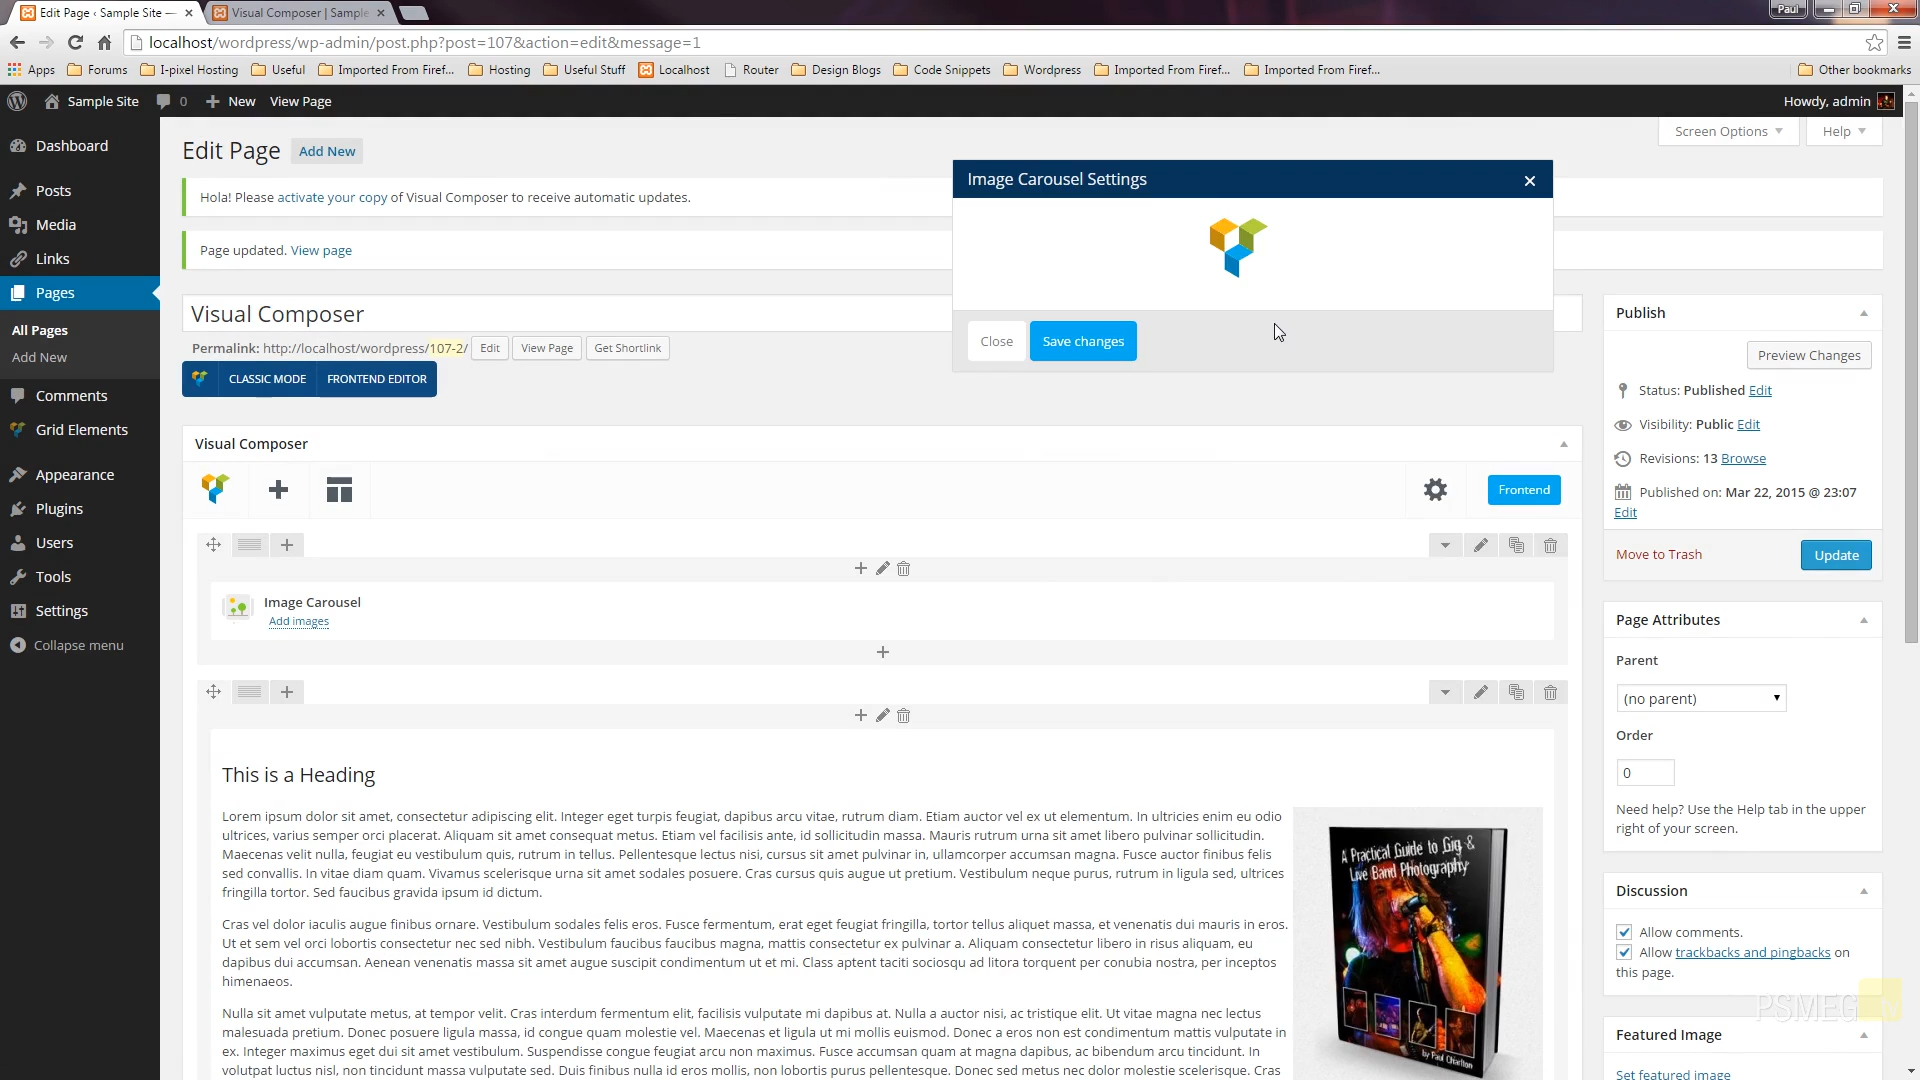 Edit Page ‹ Sample Site —
Visual Composer | Sample
Paul
localhost/wordpress/wp-admin/post.php?post=107&action=edit&message=1
Apps Forums I-pixel Hosting Useful Imported From Firef... Hosting Useful Stuff Localhost Router Design Blogs Code Snippets Wordpress Imported From Firef... Imported From Firef... Other bookmarks
Sample Site 0 New View Page Howdy, admin
Screen Options Help
Dashboard
Posts
Media
Links
Pages
All Pages
Add New
Comments
Grid Elements
Appearance
Plugins
Users
Tools
Settings
Collapse menu
Edit Page Add New
Hola! Please activate your copy of Visual Composer to receive automatic updates.
Page updated. View page
Visual Composer
Permalink: http://localhost/wordpress/107-2/ Edit View Page Get Shortlink
CLASSIC MODE FRONTEND EDITOR
Image Carousel Settings
Close Save changes
Visual Composer
Frontend
Image Carousel
Add images
This is a Heading
Lorem ipsum dolor sit amet, consectetur adipiscing elit. Integer eget turpis feugiat, dapibus arcu vitae, rutrum diam. Etiam auctor vel ex ut elementum. In ultricies enim eu odio
ultrices, varius semper orci placerat. Aliquam sit amet consequat metus. Etiam vel facilisis ante, id sollicitudin massa. Mauris rutrum urna sit amet libero pulvinar sollicitudin.
Maecenas velit nulla, feugiat eu vestibulum quis, rutrum in tellus. Pellentesque lectus nisi, cursus sit amet pulvinar in, ullamcorper accumsan magna. Fusce auctor finibus felis
sed convallis. In vitae diam quam. Vivamus scelerisque urna sit amet sodales posuere. Cras cursus quis augue ut pretium. Vestibulum neque purus, rutrum in ligula sed, ultrices
fringilla tortor. Sed faucibus gravida ipsum id dictum.
Cras vel dolor iaculis augue finibus ornare. Vestibulum sodales felis eros. Fusce fermentum, erat eget feugiat fringilla, tortor tellus aliquet massa, et venenatis dui mauris in eros.
Ut et sem vel orci lobortis consectetur nec sed nibh. Vestibulum faucibus faucibus magna, mattis consectetur ex pulvinar a. Aliquam consectetur libero in risus aliquam, eu
dapibus dui accumsan. Aenean venenatis massa sit amet augue suscipit condimentum ut et mi. Class aptent taciti sociosqu ad litora torquent per conubia nostra, per inceptos
himenaeos.
Nulla sit amet vulputate metus, at tempor velit. Cras interdum fermentum elit, facilisis vulputate mi dapibus at. Nulla a auctor nisi, ac tristique elit. Ut vitae magna nec lectus
malesuada pretium. Donec posuere ligula massa, id congue quam molestie vel. Maecenas et ligula ut mi mollis euismod. Donec a eros non est condimentum mattis vulputate in
ex. Integer maximus eget dui sit amet vestibulum. Suspendisse congue feugiat arcu non maximus. Fusce accumsan quam at magna dapibus, ac bibendum arcu tincidunt. In
volutpat luctus nisl, non tincidunt massa vulputate sed. Duis finibus nulla id eros mollis, non lobortis purus pellentesque. Donec sed metus nec dolor molestie scelerisque. Cras
A Practical Guide to Gig &
Live Band Photography
by Paul Charlton
Publish
Preview Changes
Status: Published Edit
Visibility: Public Edit
Revisions: 13 Browse
Published on: Mar 22, 2015 @ 23:07
Edit
Move to Trash Update
Page Attributes
Parent
(no parent)
Order
0
Need help? Use the Help tab in the upper
right of your screen.
Discussion
Allow comments.
Allow trackbacks and pingbacks on
this page.
PSMEG TV
Featured Image
Set featured image